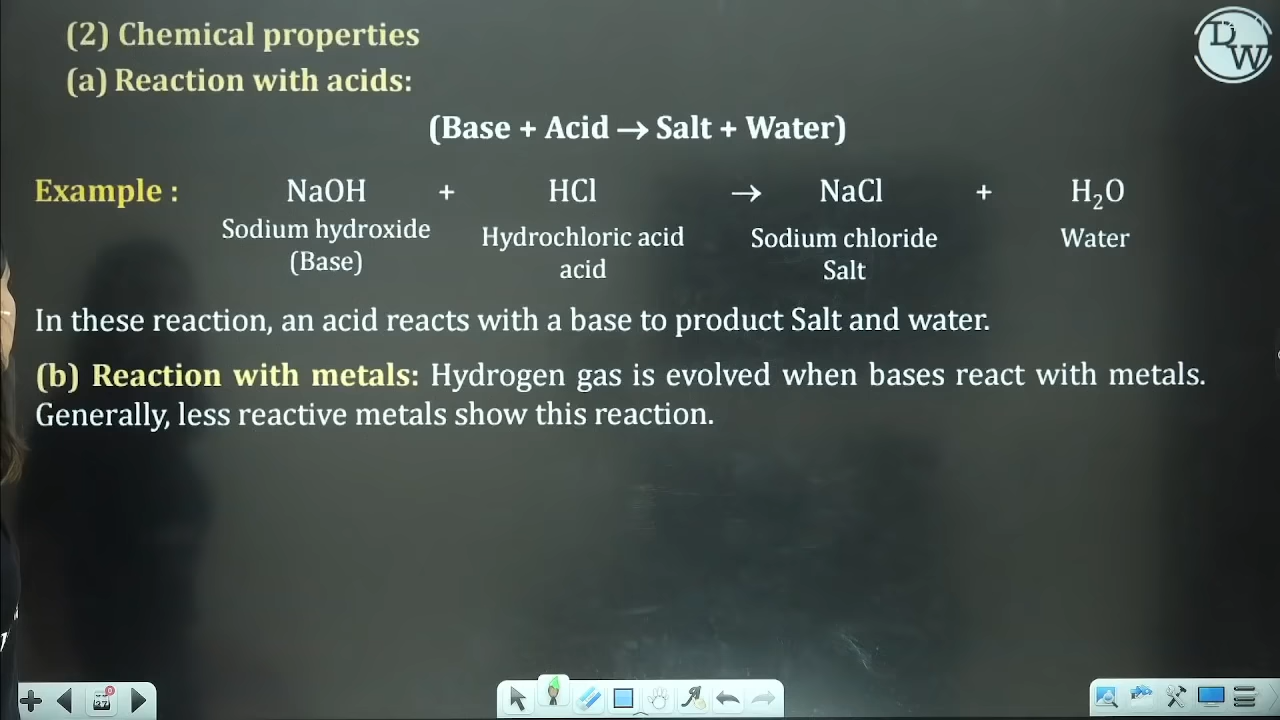 (2) Chemical properties
(a) Reaction with acids:
(Base + Acid → Salt + Water)
Example : NaOH + HCl → NaCl + H₂O
Sodium hydroxide Hydrochloric acid Sodium chloride Water
(Base) acid Salt
In these reaction, an acid reacts with a base to product Salt and water.
(b) Reaction with metals: Hydrogen gas is evolved when bases react with metals.
Generally, less reactive metals show this reaction.
DW